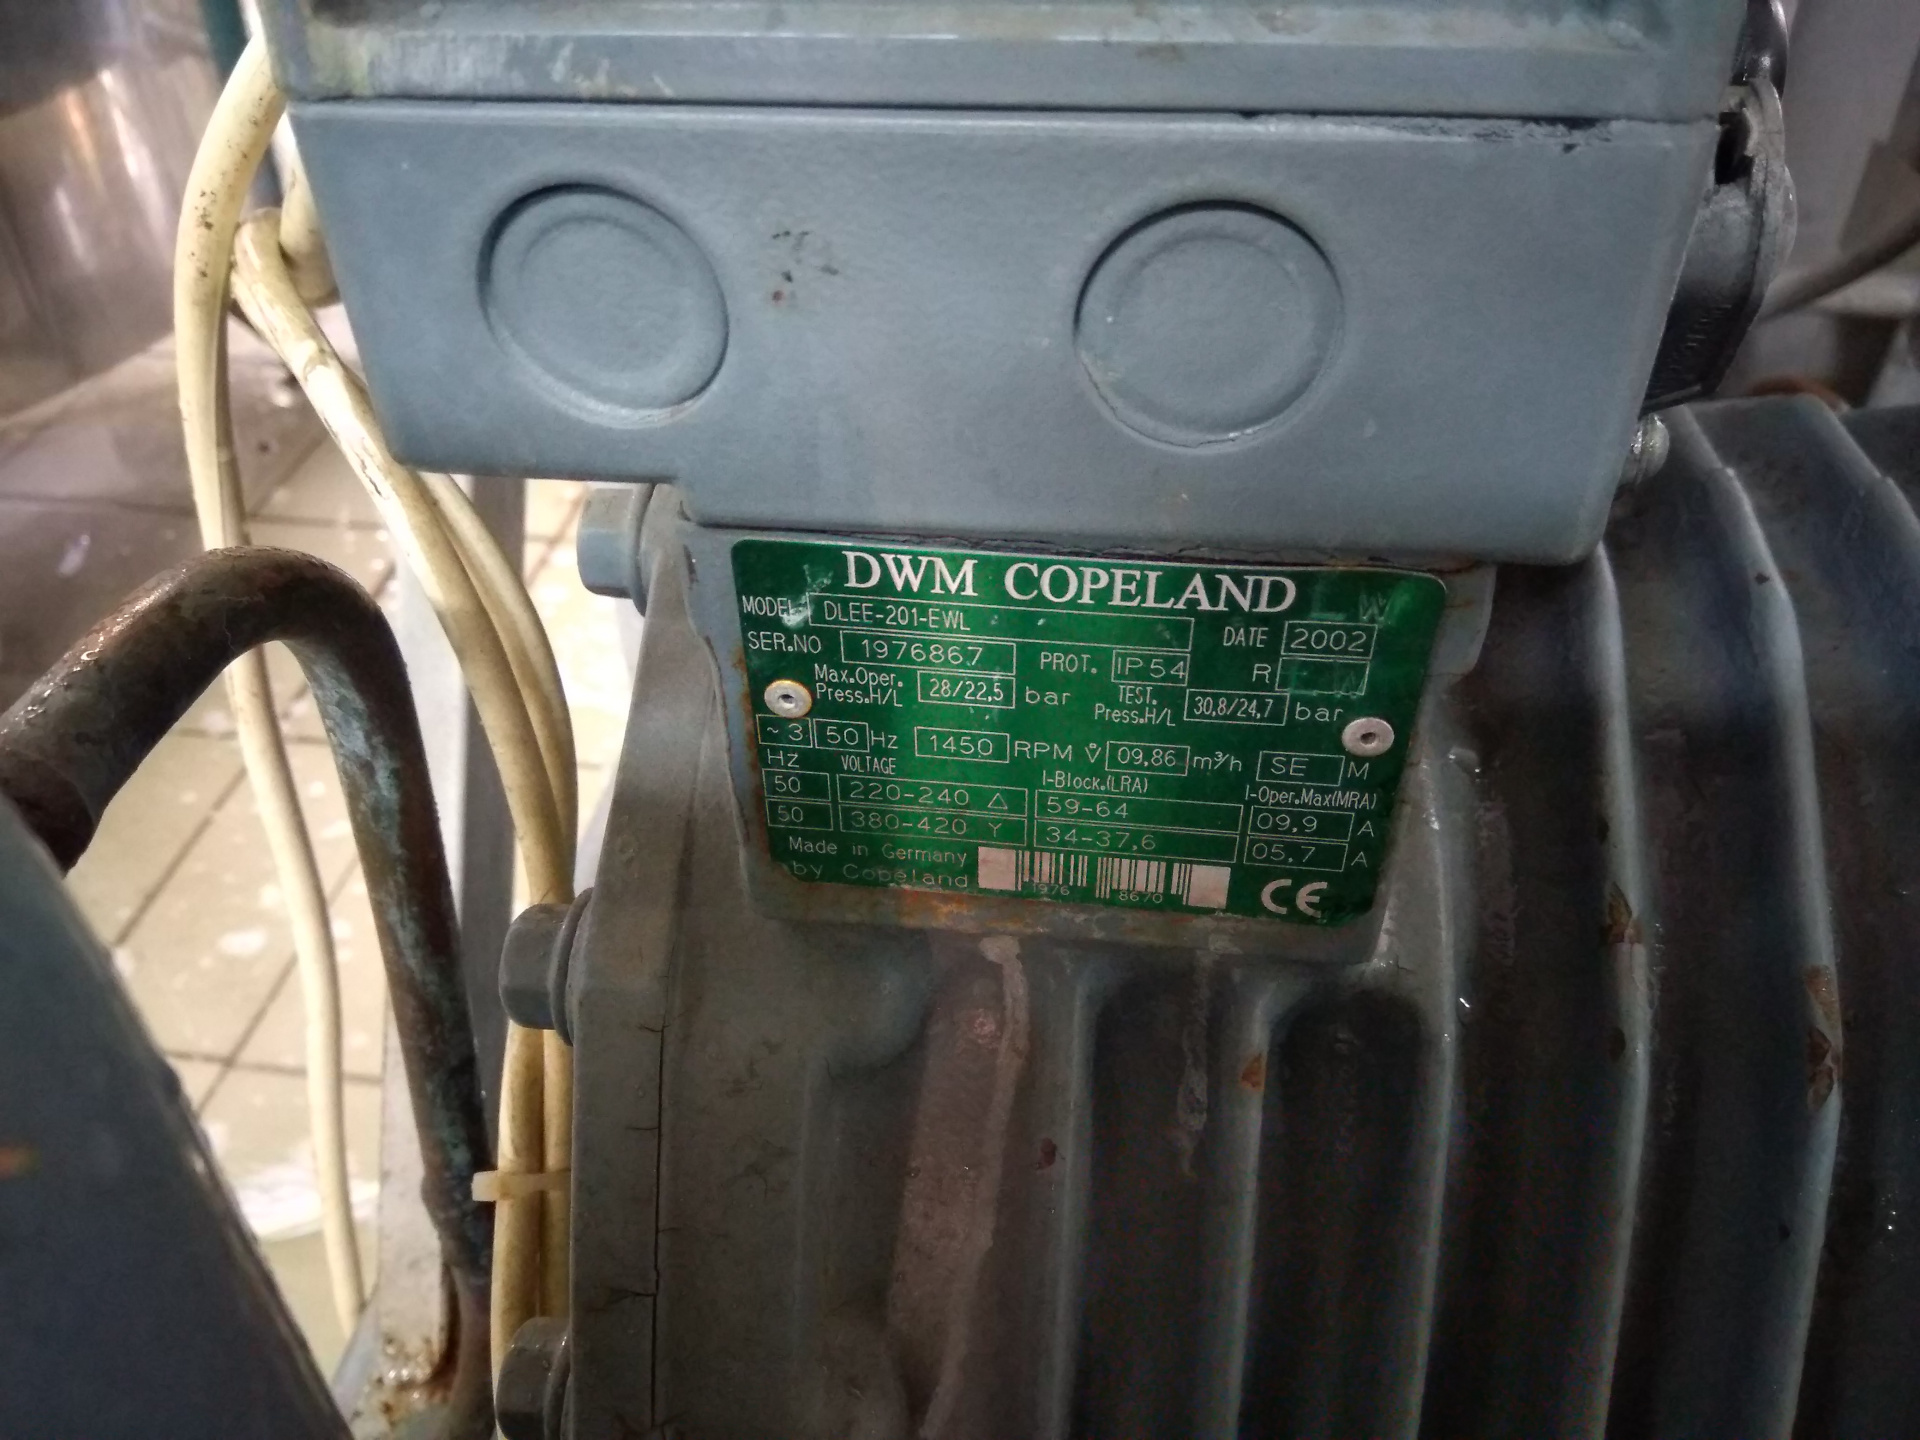 DWM COPELAND
MODEL DLEE-201-EWL DATE 2002
SER.NO 1976867 PROT. IP54 R
Max.Oper. Press.H/L 28/22,5 bar TEST. Press.H/L 30,8/24,7 bar
~3 50 Hz 1450 RPM V̊ 09,86 m³/h SE M
Hz VOLTAGE I-Block.(LRA) I-Oper.Max(MRA)
50 220-240 Δ 59-64 09,9 A
50 380-420 Y 34-37,6 05,7 A
Made in Germany
by Copeland
1976 8670
CE